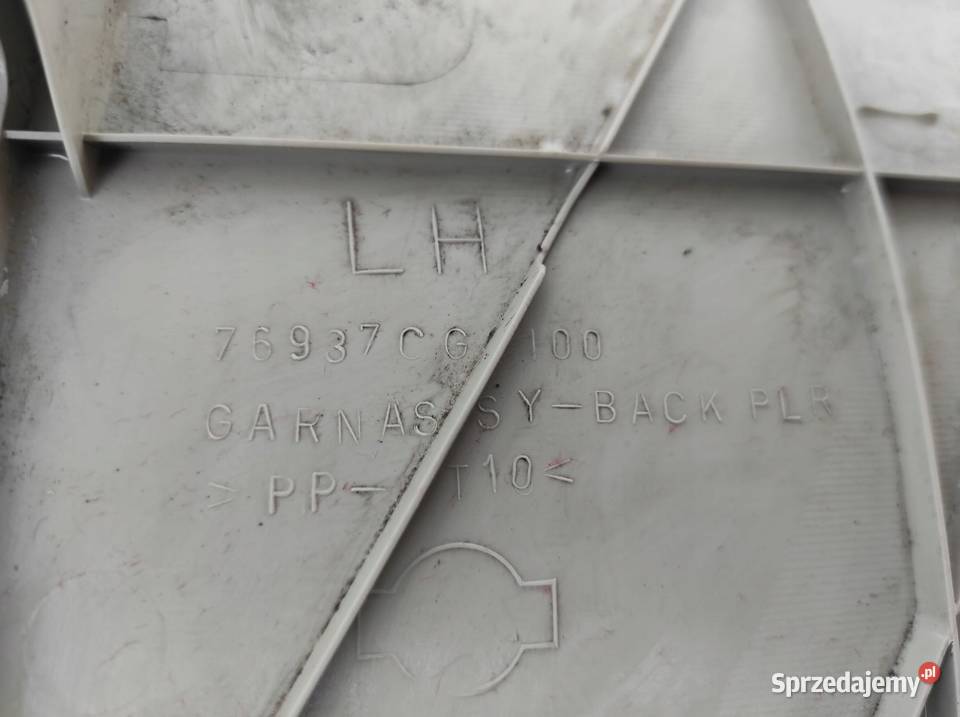 LH
76937CG 100
GARNASSY-BACK PLR
>PP-T10<
Sprzedajemy.pl